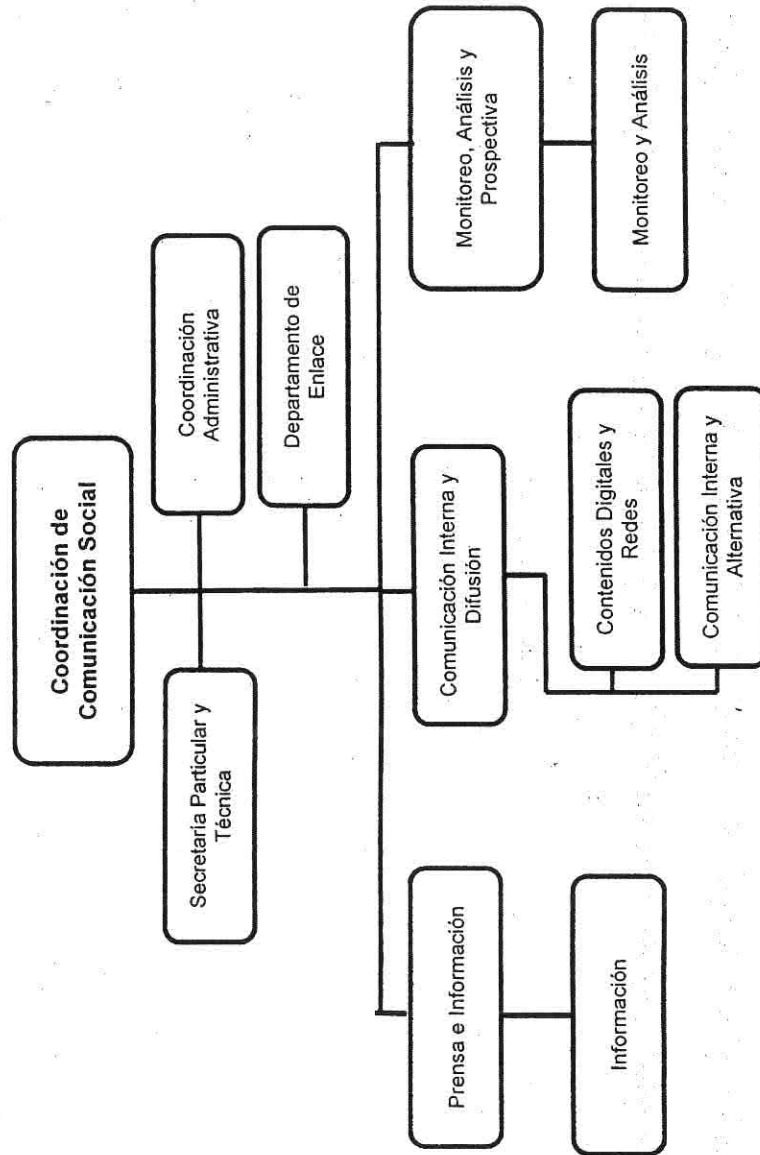 Coordinación de
Comunicación Social
Secretaria Particular y
Técnica
Coordinación
Administrativa
Departamento de
Enlace
Prensa e Información
Comunicación Interna y
Difusión
Monitoreo, Análisis y
Prospectiva
Información
Contenidos Digitales y
Redes
Comunicación Interna y
Alternativa
Monitoreo y Análisis